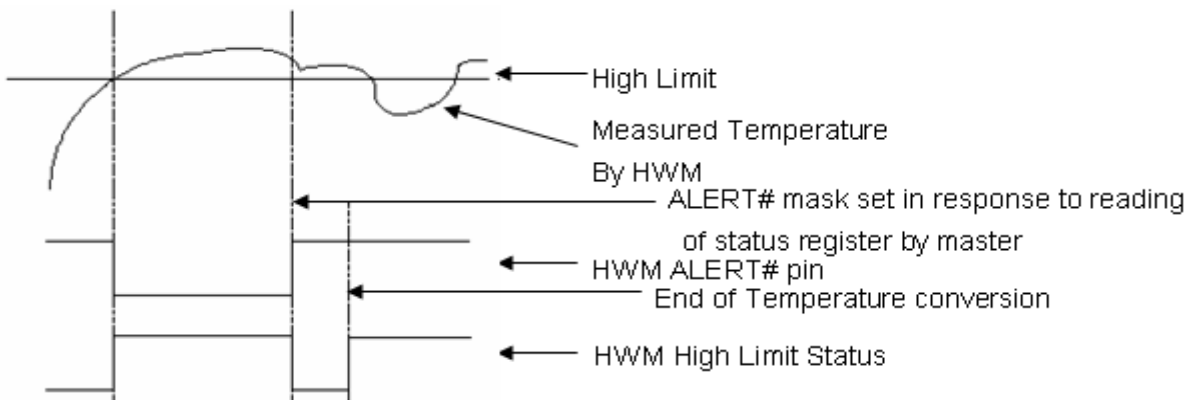 High Limit
Measured Temperature
By HWM
ALERT# mask set in response to reading
of status register by master
HWM ALERT# pin
End of Temperature conversion
HWM High Limit Status